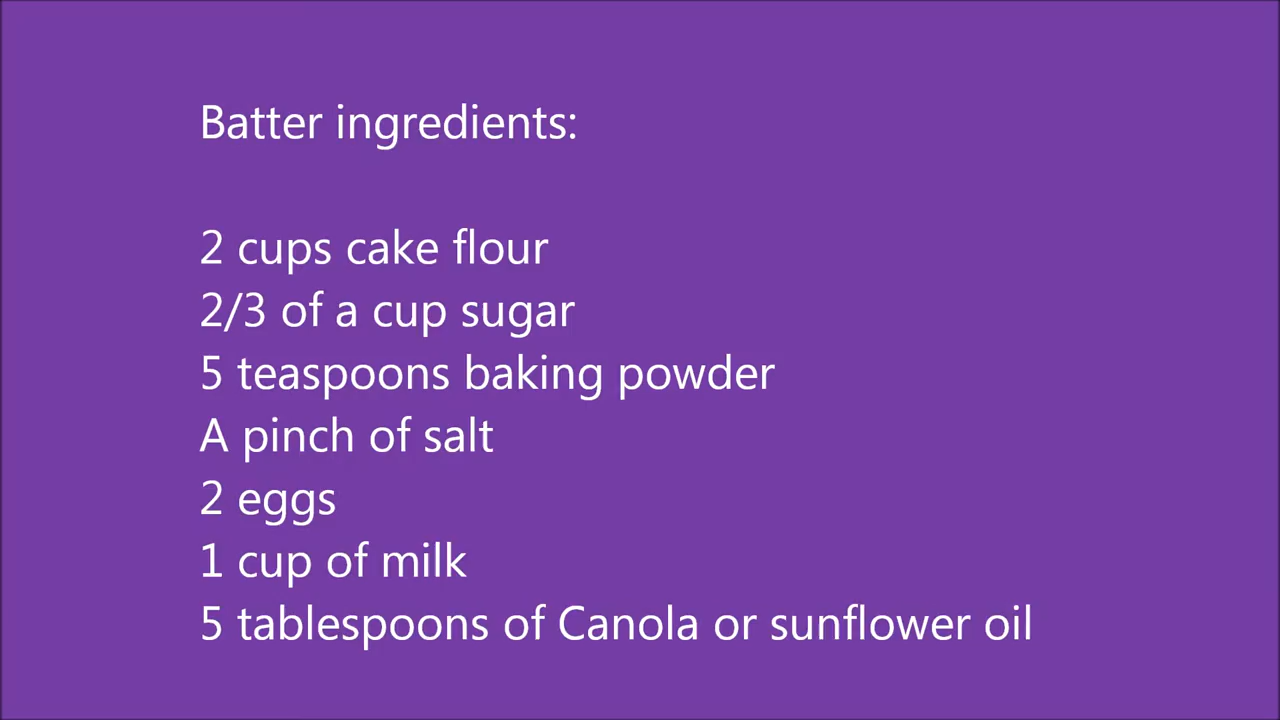 Batter ingredients:
2 cups cake flour
2/3 of a cup sugar
5 teaspoons baking powder
A pinch of salt
2 eggs
1 cup of milk
5 tablespoons of Canola or sunflower oil